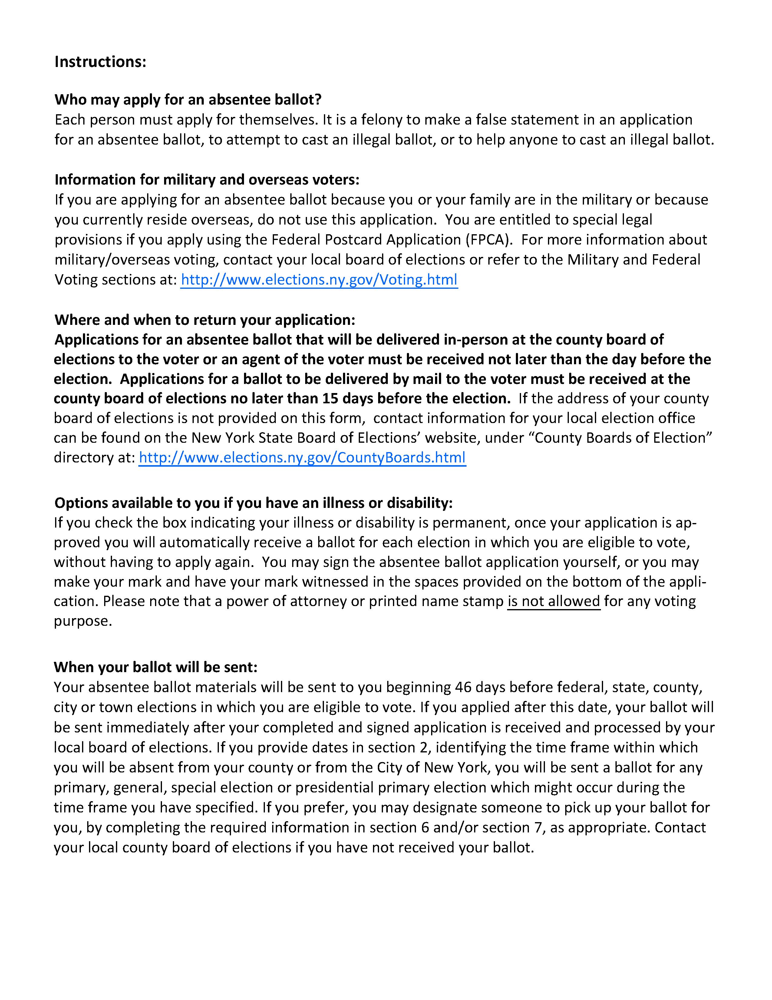 Instructions:
Who may apply for an absentee ballot?
Each person must apply for themselves. It is a felony to make a false statement in an application
for an absentee ballot, to attempt to cast an illegal ballot, or to help anyone to cast an illegal ballot.
Information for military and overseas voters:
If you are applying for an absentee ballot because you or your family are in the military or because
you currently reside overseas, do not use this application.  You are entitled to special legal
provisions if you apply using the Federal Postcard Application (FPCA).  For more information about
military/overseas voting, contact your local board of elections or refer to the Military and Federal
Voting sections at: http://www.elections.ny.gov/Voting.html
Where and when to return your application:
Applications for an absentee ballot that will be delivered in-person at the county board of
elections to the voter or an agent of the voter must be received not later than the day before the
election.  Applications for a ballot to be delivered by mail to the voter must be received at the
county board of elections no later than 15 days before the election.  If the address of your county
board of elections is not provided on this form,  contact information for your local election office
can be found on the New York State Board of Elections’ website, under “County Boards of Election”
directory at: http://www.elections.ny.gov/CountyBoards.html
Options available to you if you have an illness or disability:
If you check the box indicating your illness or disability is permanent, once your application is ap-
proved you will automatically receive a ballot for each election in which you are eligible to vote,
without having to apply again.  You may sign the absentee ballot application yourself, or you may
make your mark and have your mark witnessed in the spaces provided on the bottom of the appli-
cation. Please note that a power of attorney or printed name stamp is not allowed for any voting
purpose.
When your ballot will be sent:
Your absentee ballot materials will be sent to you beginning 46 days before federal, state, county,
city or town elections in which you are eligible to vote. If you applied after this date, your ballot will
be sent immediately after your completed and signed application is received and processed by your
local board of elections. If you provide dates in section 2, identifying the time frame within which
you will be absent from your county or from the City of New York, you will be sent a ballot for any
primary, general, special election or presidential primary election which might occur during the
time frame you have specified. If you prefer, you may designate someone to pick up your ballot for
you, by completing the required information in section 6 and/or section 7, as appropriate. Contact
your local county board of elections if you have not received your ballot.